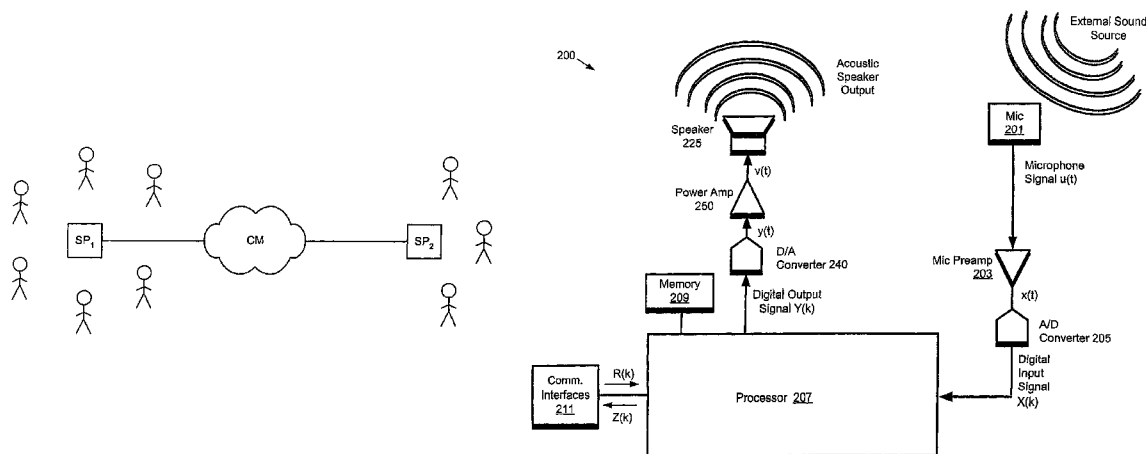 SP1
CM
SP2
200
Acoustic
Speaker
Output
External Sound
Source
Speaker
225
v(t)
Power Amp
250
y(t)
D/A
Converter 240
Memory
209
Digital Output
Signal Y(k)
Mic
201
Microphone
Signal u(t)
Mic Preamp
203
x(t)
A/D
Converter 205
Digital
Input
Signal
X(k)
Comm.
Interfaces
211
R(k)
Z(k)
Processor 207